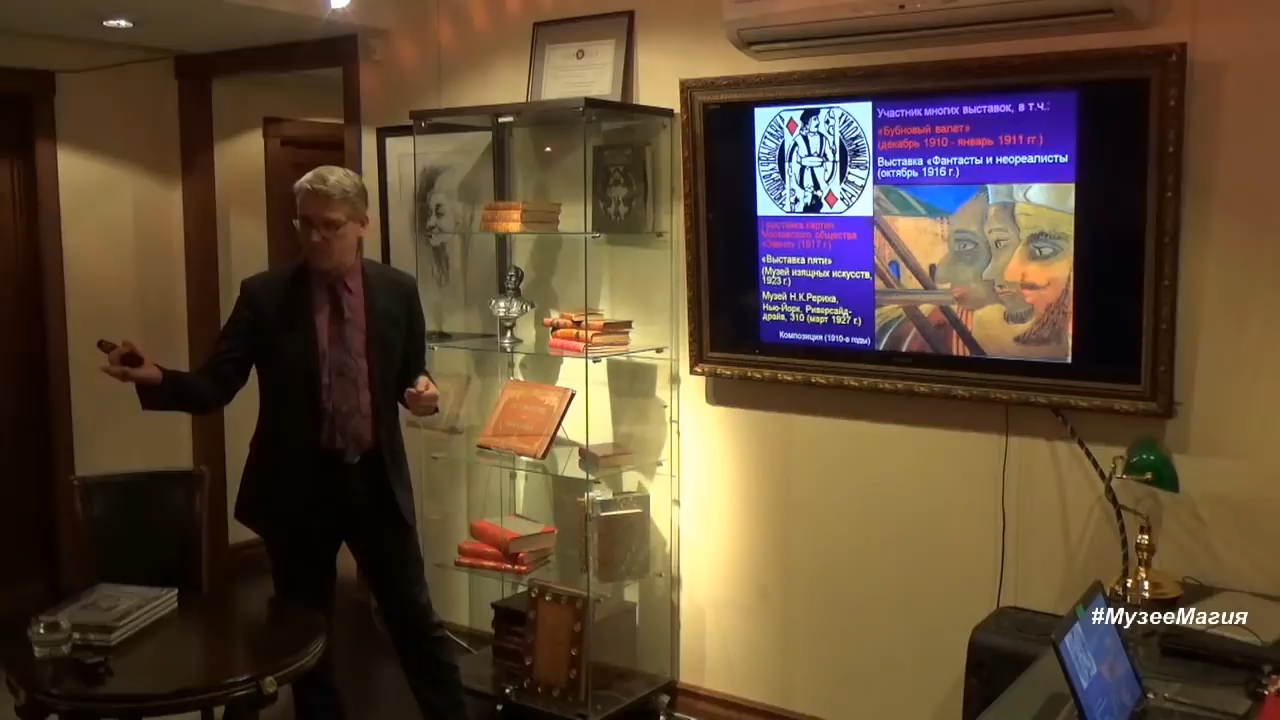 Участник многих выставок, в т.ч.:
«Бубновый валет»
(декабрь 1910 - январь 1911 гг.)
Выставка «Фантасты и неореалисты
(октябрь 1916 г.)
выставка картин
Московского общества
(1917 г.)
«Выставка пяти»
(Музей изящных искусств,
1923 г.)
Музей Н.К.Рериха,
Нью-Йорк, Риверсайд-
драйв, 310 (март 1927 г.)
Композиция (1910-е годы)
#МузееМагия